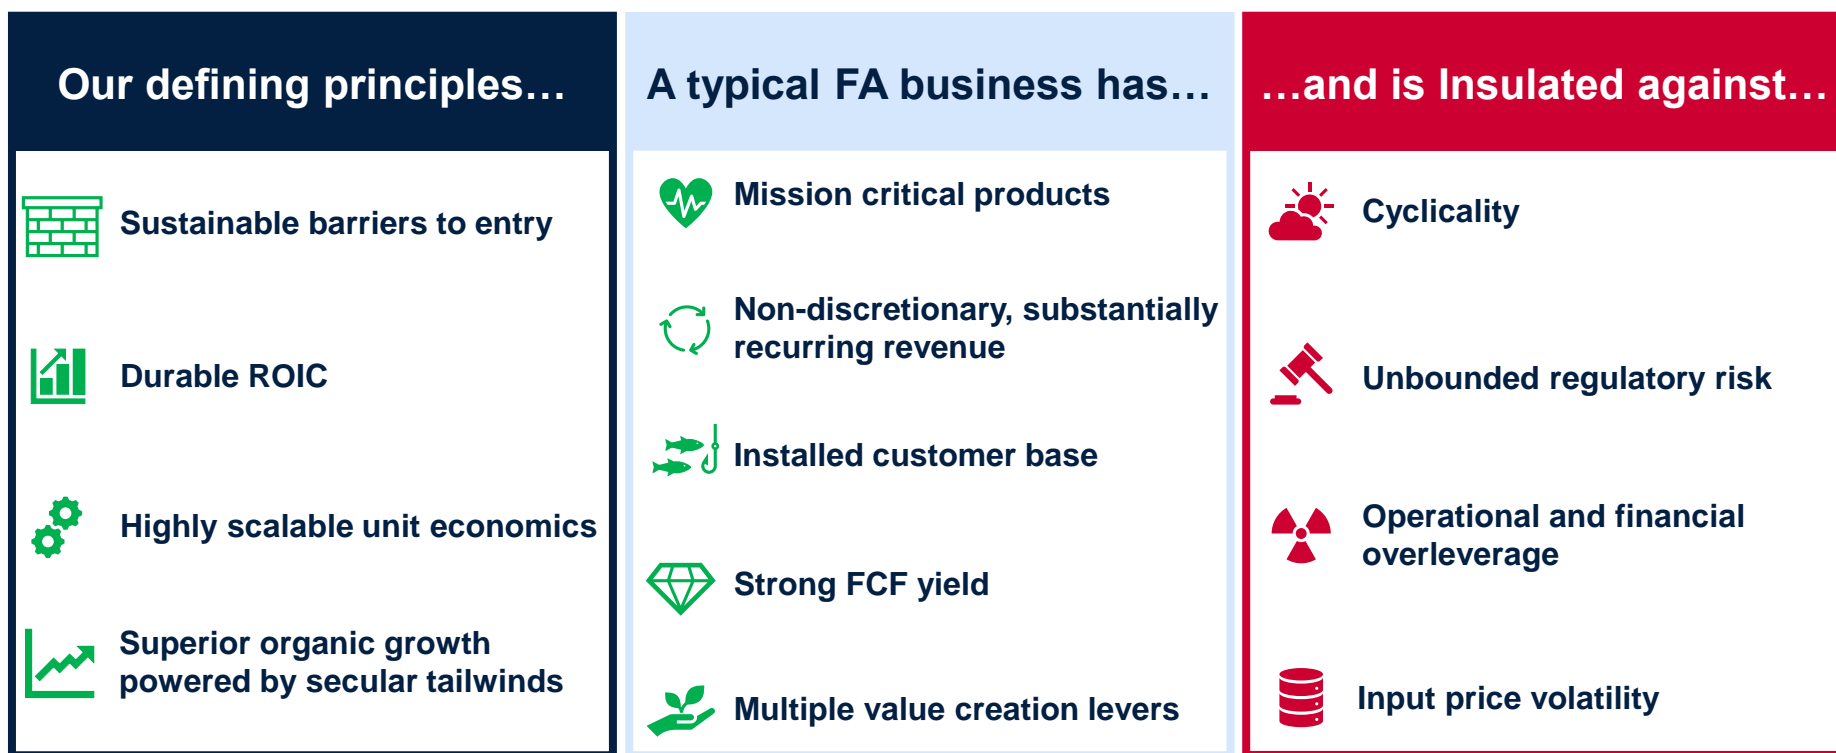 Our defining principles…
Sustainable barriers to entry
Durable ROIC
Highly scalable unit economics
Superior organic growth
powered by secular tailwinds
A typical FA business has…
Mission critical products
Non-discretionary, substantially
recurring revenue
Installed customer base
Strong FCF yield
Multiple value creation levers
…and is Insulated against…
Cyclicality
Unbounded regulatory risk
Operational and financial
overleverage
Input price volatility